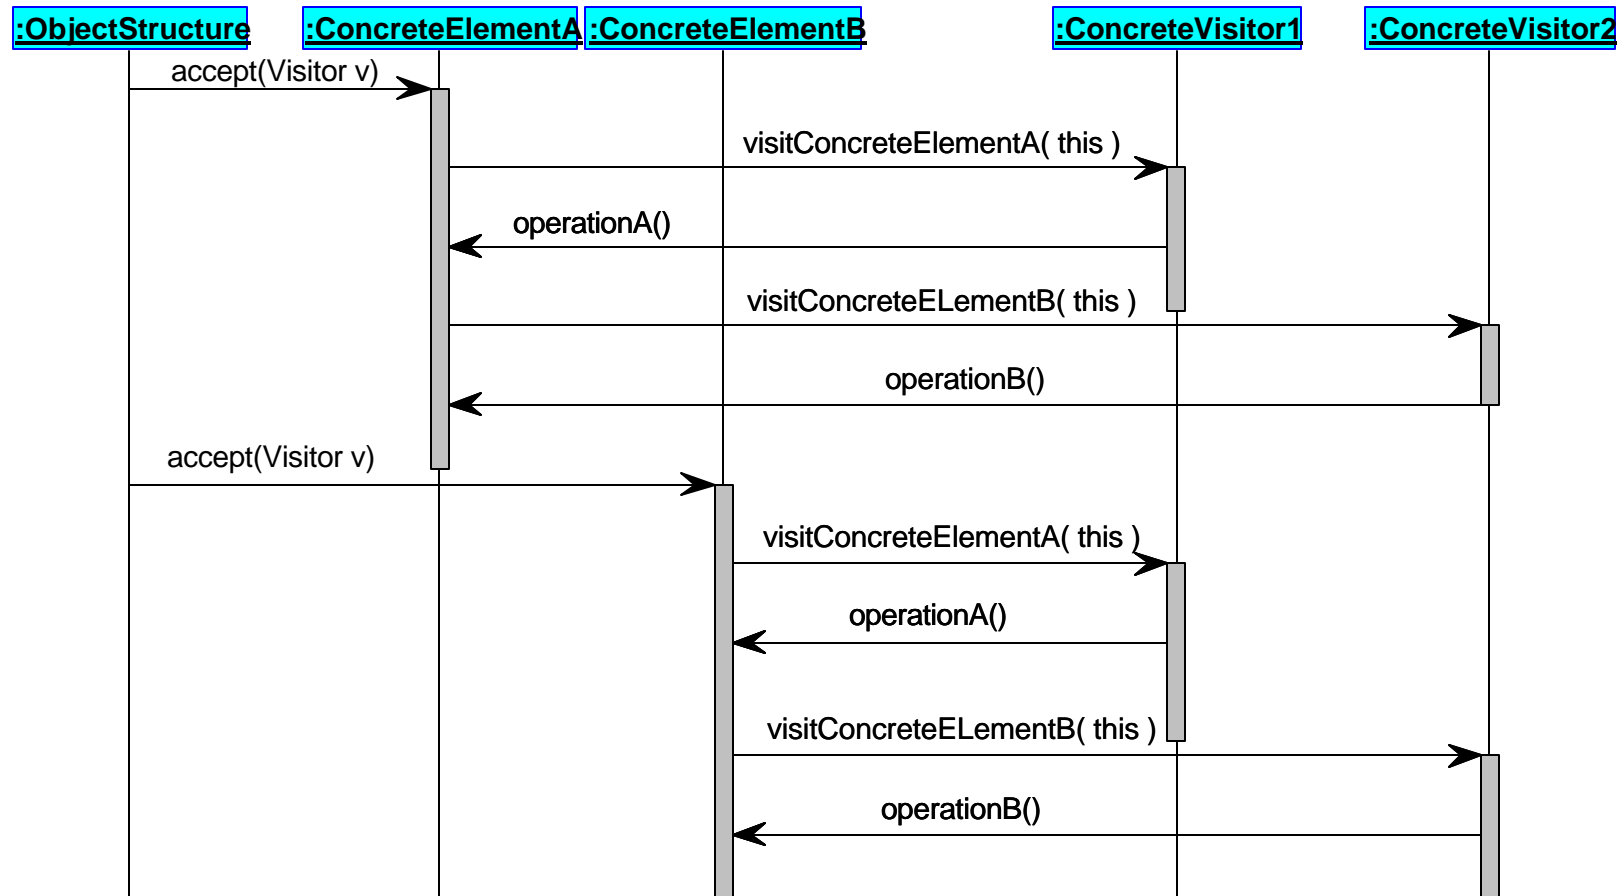 :ObjectStructure
:ConcreteElementA
:ConcreteElementB
:ConcreteVisitor1
:ConcreteVisitor2
accept(Visitor v)
visitConcreteElementA( this )
operationA()
visitConcreteELementB( this )
operationB()
accept(Visitor v)
visitConcreteElementA( this )
operationA()
visitConcreteELementB( this )
operationB()